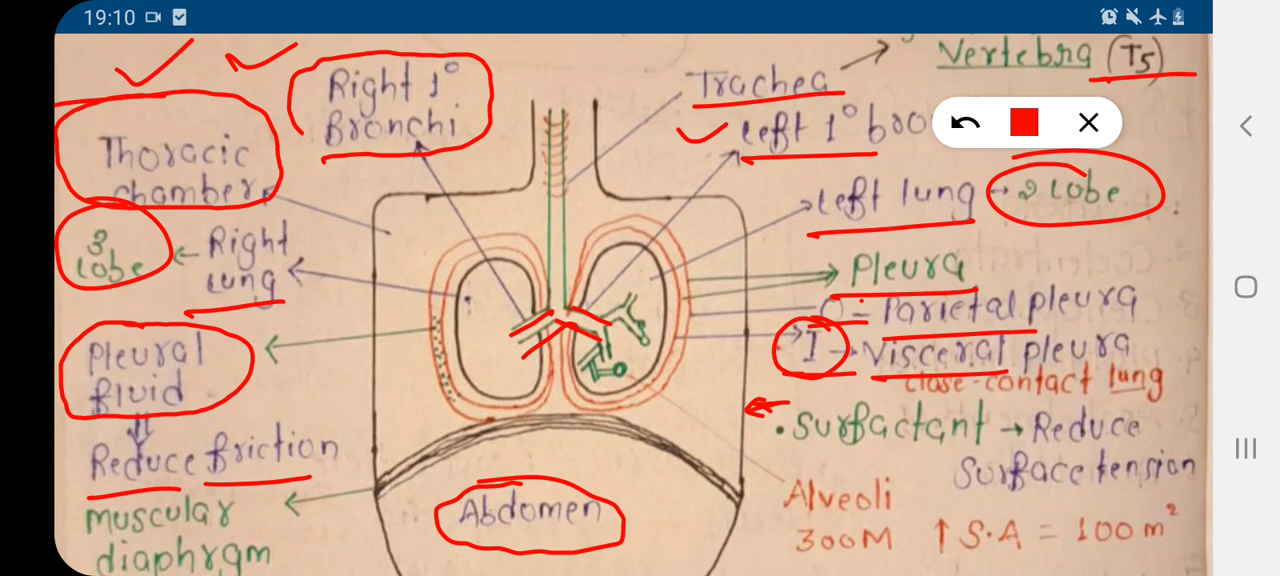 19:10
Vertebra (T5)
Right 1° Bronchi
Trachea
Left 1° bro
Thoracic
chamber
Left lung → 2 lobe
3
lobe
Right
lung
Pleura
O - Parietal pleura
I → Visceral pleura
close-contact lung
Pleural
fluid
• Surfactant → Reduce
Surface tension
Reduce friction
Muscular
diaphragm
Abdomen
Alveoli
300M ↑ S.A = 100 m²